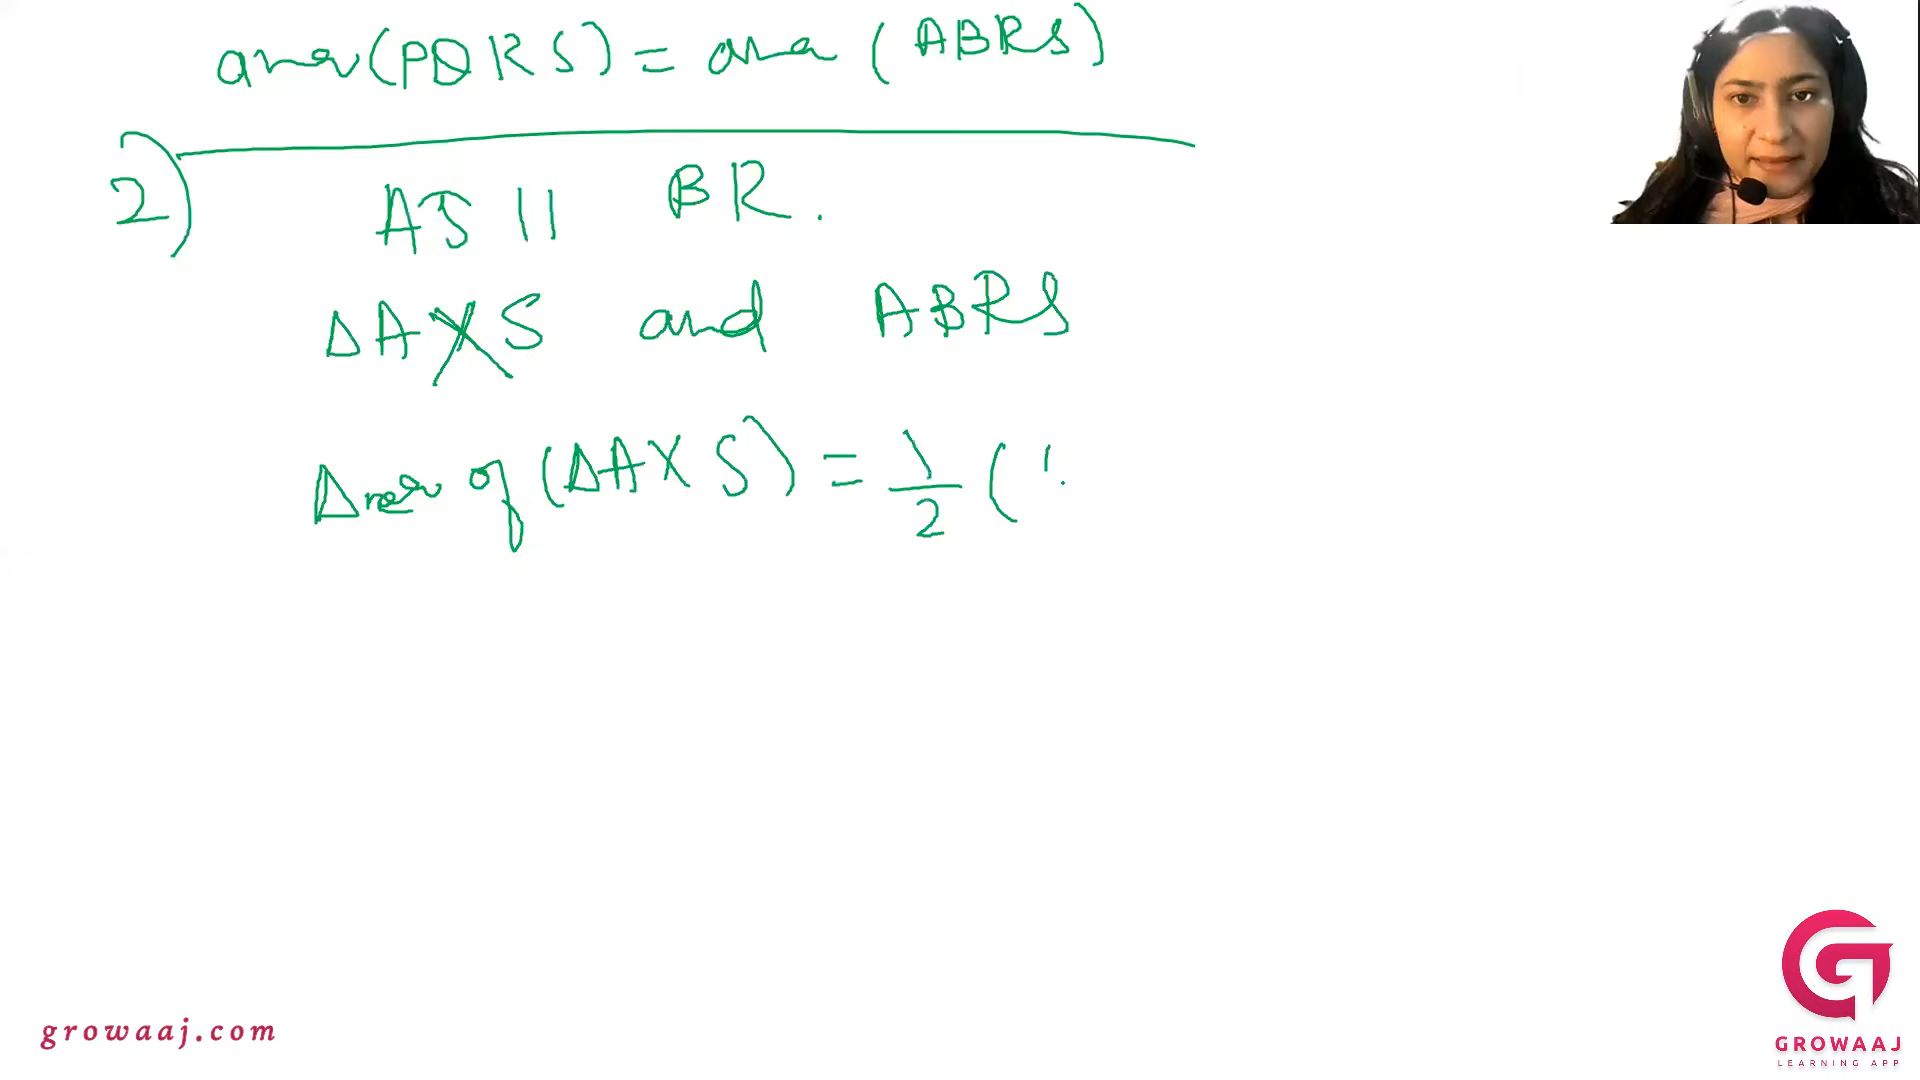 area (PQRS) = area (ABRS)
2) AS || BR.
ΔAXS and ABRS
Area of (ΔAXS) = 1/2 (
growaaj.com
GROWAAJ
LEARNING APP